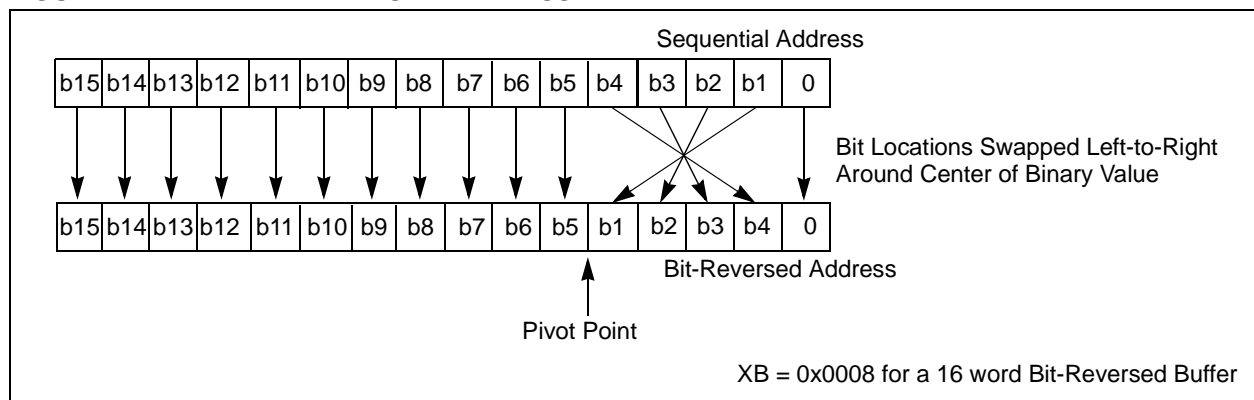 Sequential Address
b15 b14 b13 b12 b11 b10 b9 b8 b7 b6 b5 b4 b3 b2 b1 0
Bit Locations Swapped Left-to-Right
Around Center of Binary Value
b15 b14 b13 b12 b11 b10 b9 b8 b7 b6 b5 b1 b2 b3 b4 0
Bit-Reversed Address
Pivot Point
XB = 0x0008 for a 16 word Bit-Reversed Buffer